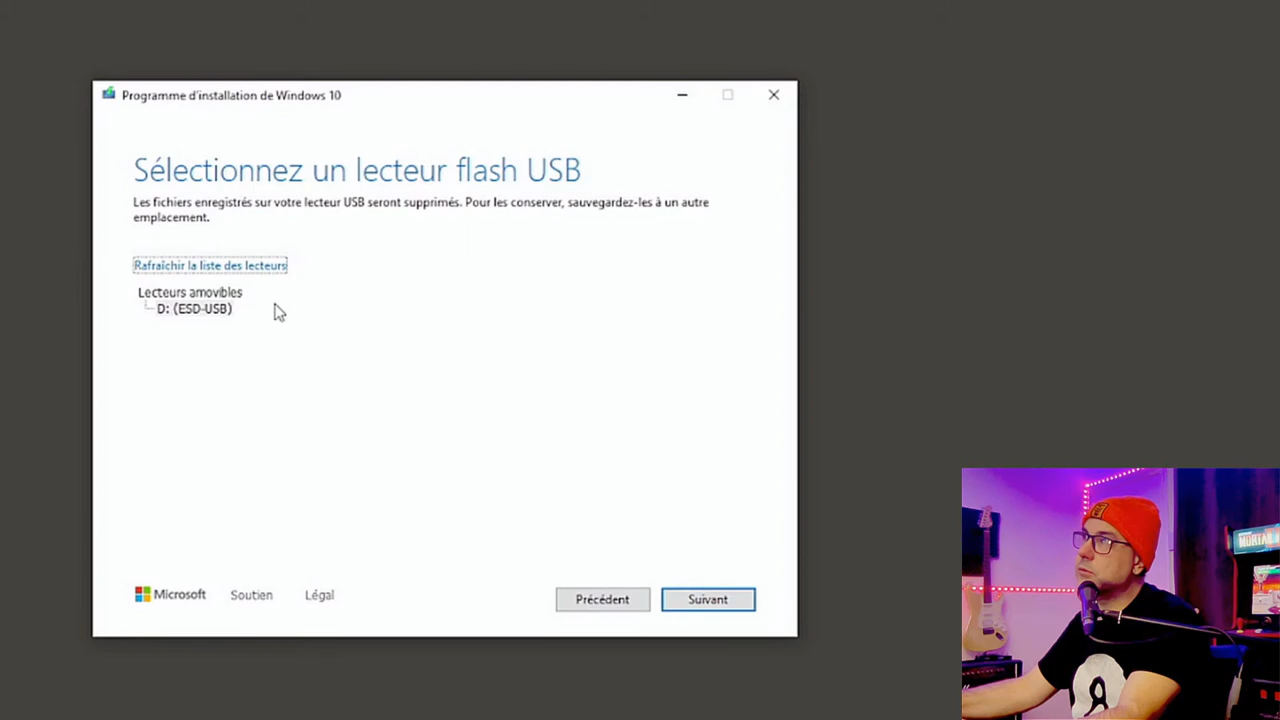 Programme d'installation de Windows 10
Sélectionnez un lecteur flash USB
Les fichiers enregistrés sur votre lecteur USB seront supprimés. Pour les conserver, sauvegardez-les à un autre
emplacement.
Rafraîchir la liste des lecteurs
Lecteurs amovibles
D: (ESD-USB)
Microsoft Soutien Légal Précédent Suivant
MORTAL